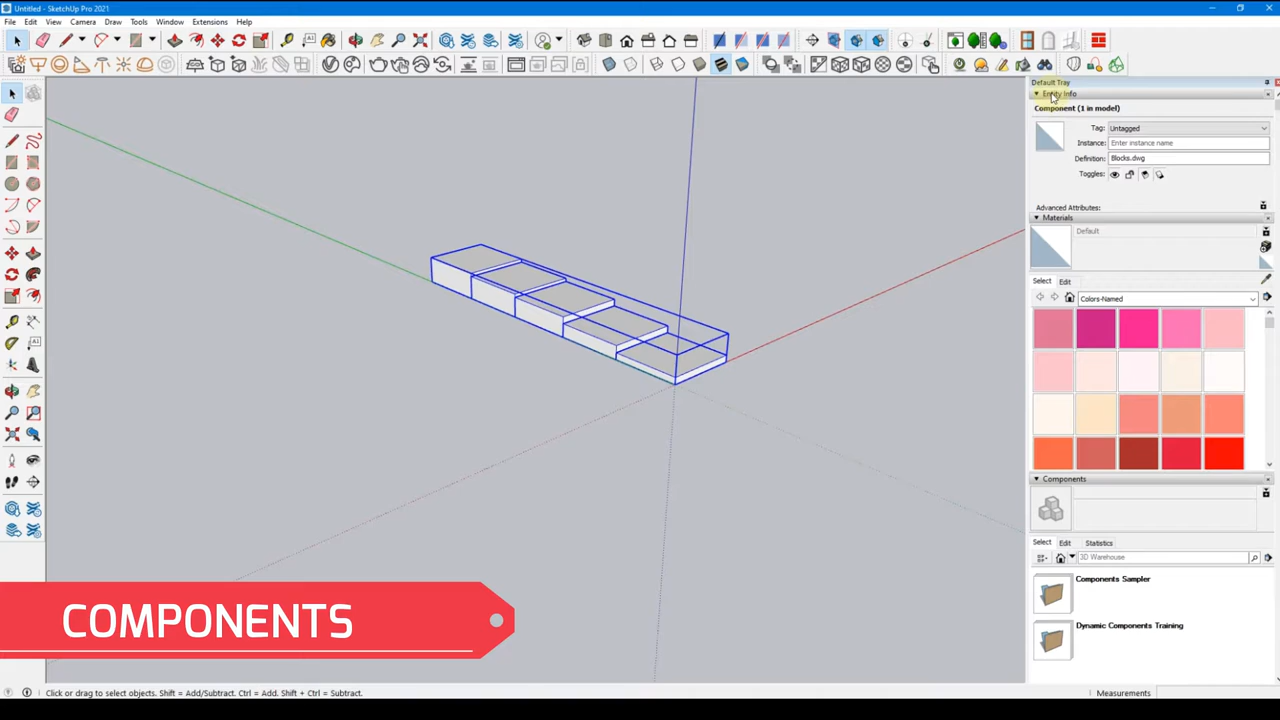 Untitled - SketchUp Pro 2021
File Edit View Camera Draw Tools Window Extensions Help
Default Tray
Entity Info
Component (1 in model)
Tag: Untagged
Instance: Enter instance name
Definition: Blocks.dwg
Toggles:
Advanced Attributes:
Materials
Default
Select Edit
Colors-Named
Components
Select Edit Statistics
3D Warehouse
Components Sampler
Dynamic Components Training
COMPONENTS
Click or drag to select objects. Shift = Add/Subtract. Ctrl = Add. Shift + Ctrl = Subtract.
Measurements